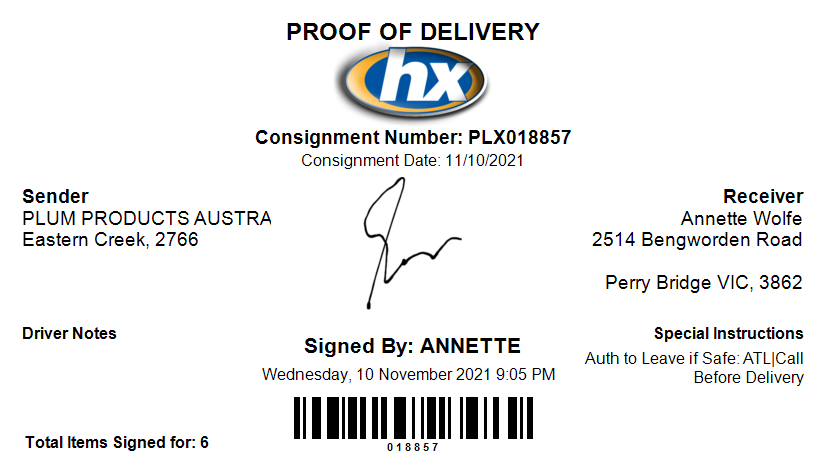 PROOF OF DELIVERY
hx
Consignment Number: PLX018857
Consignment Date: 11/10/2021
Sender
PLUM PRODUCTS AUSTRA
Eastern Creek, 2766
Receiver
Annette Wolfe
2514 Bengworden Road
Perry Bridge VIC, 3862
Driver Notes
Signed By: ANNETTE
Wednesday, 10 November 2021 9:05 PM
Special Instructions
Auth to Leave if Safe: ATL|Call
Before Delivery
Total Items Signed for: 6
018857